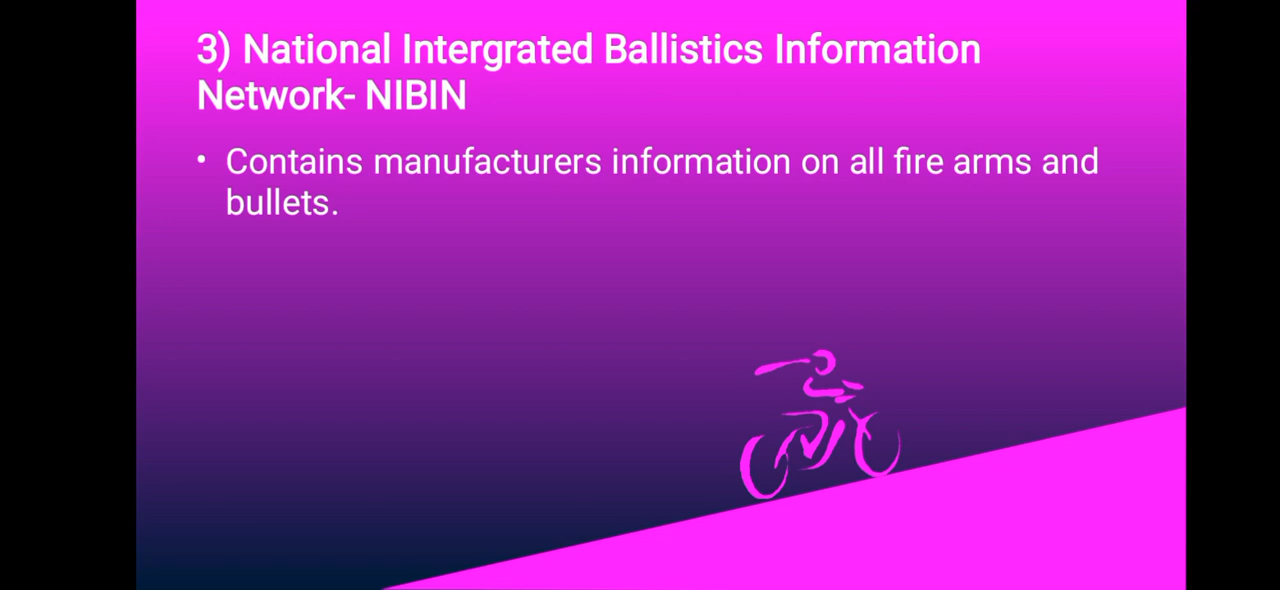 3) National Intergrated Ballistics Information
Network- NIBIN
• Contains manufacturers information on all fire arms and
bullets.